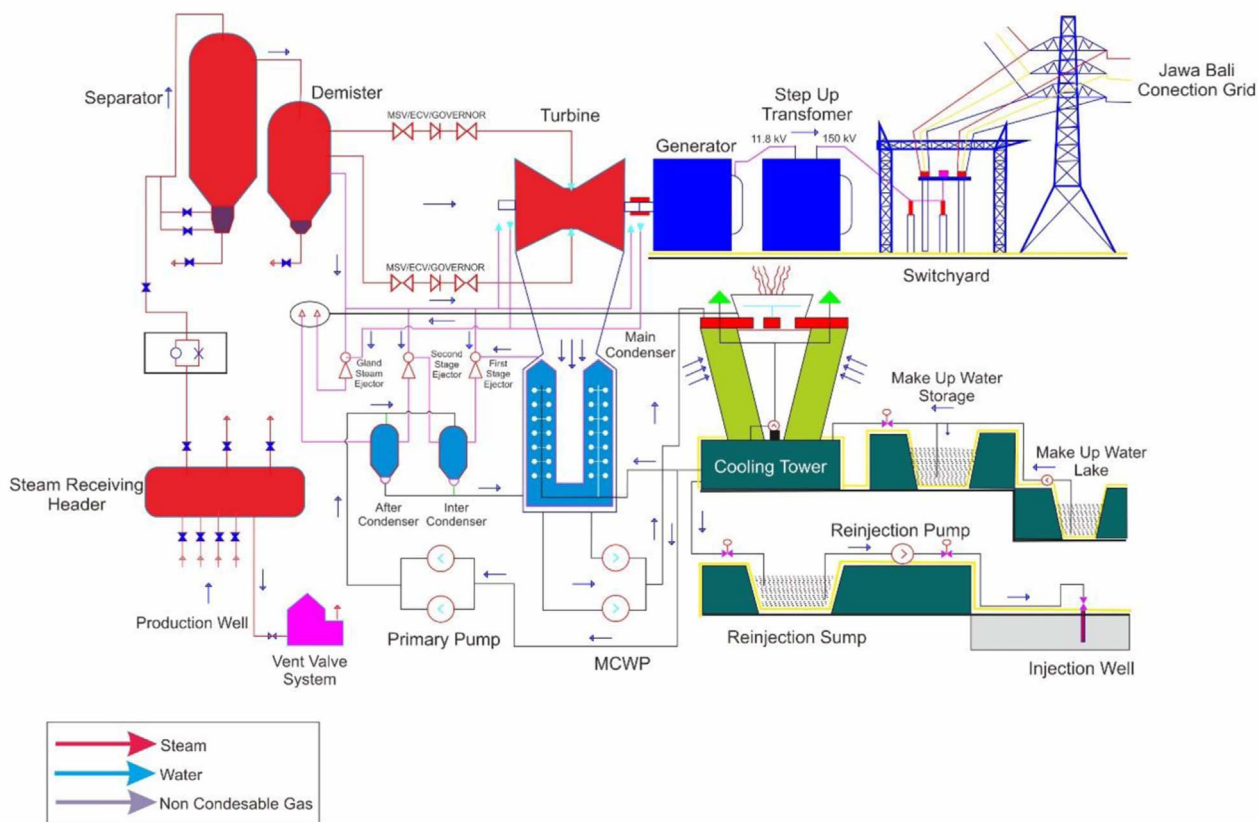 Separator
Demister
MSV/ECV/GOVERNOR
Turbine
Generator
11.8 kV
Step Up
Transfomer
150 kV
Jawa Bali
Conection Grid
Switchyard
MSV/ECV/GOVERNOR
Gland
Steam
Ejector
Second
Stage
Ejector
First
Stage
Ejector
Main
Condenser
Make Up Water
Storage
Make Up Water
Lake
Cooling Tower
Steam Receiving
Header
After
Condenser
Inter
Condenser
Production Well
Vent Valve
System
Primary Pump
MCWP
Reinjection Pump
Reinjection Sump
Injection Well
Steam
Water
Non Condesable Gas